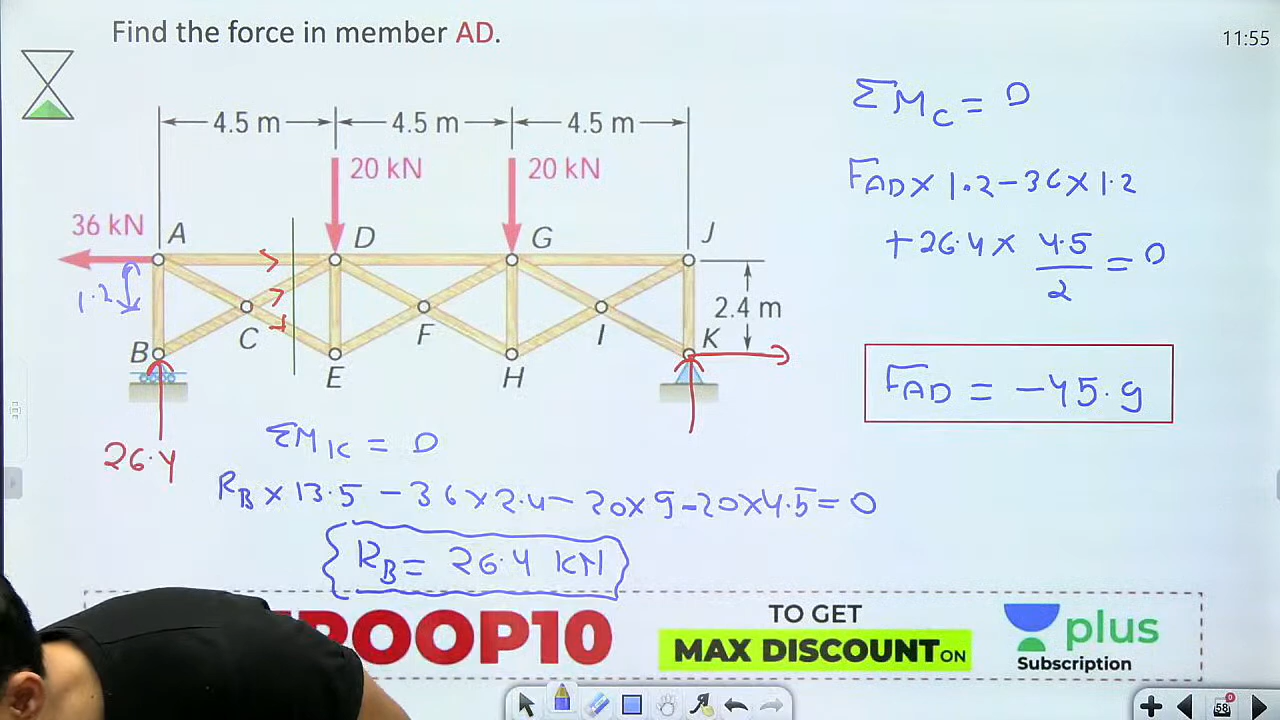 Find the force in member AD.
11:55
4.5 m
4.5 m
4.5 m
20 kN
20 kN
36 kN
A
D
G
J
1.2
2.4 m
B
C
F
I
K
E
H
26.4
ΣMK = 0
RB × 13.5 - 36 × 2.4 - 20 × 9 - 20 × 4.5 = 0
RB = 26.4 KN
ΣMC = 0
FAD × 1.2 - 36 × 1.2
+ 26.4 × 4.5/2 = 0
FAD = -45.9
ROOP10
TO GET
MAX DISCOUNT ON
plus
Subscription
58
0